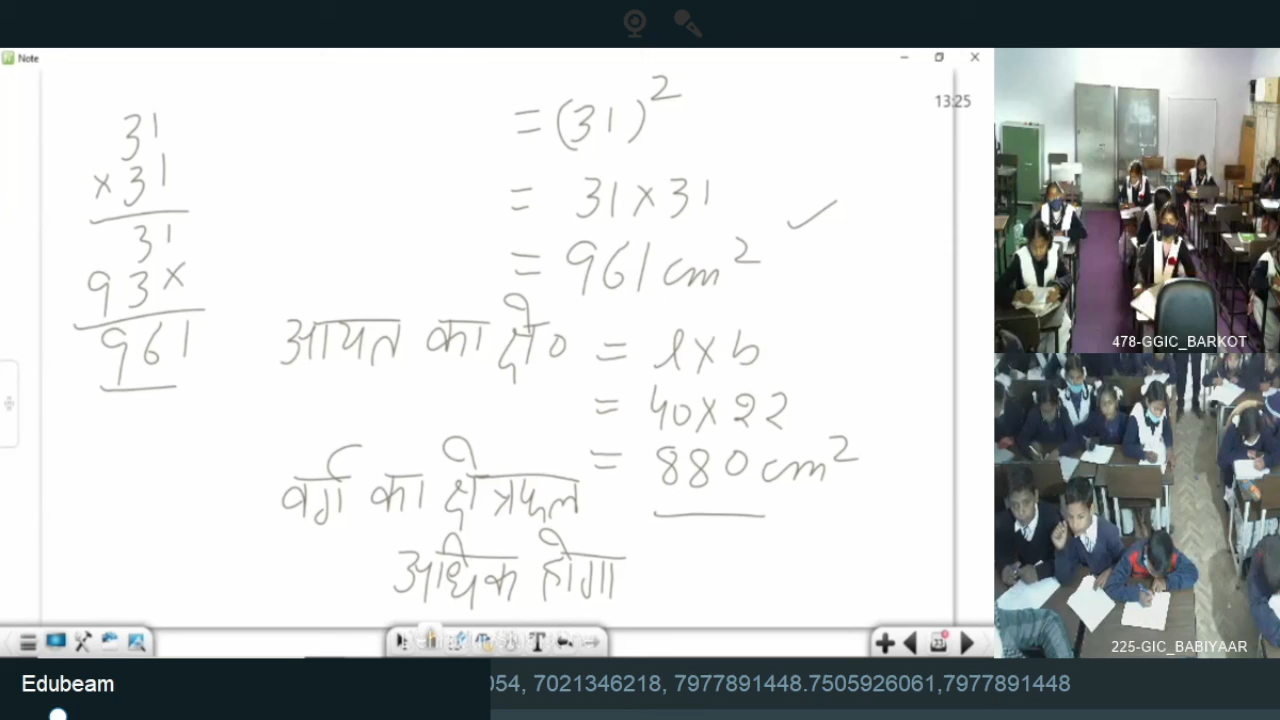 Note
13:25
31
×31
31
93×
961
= (31)²
= 31×31
= 961 cm²
आयत का क्षे० = l×b
= 40×22
= 880 cm²
वर्ग का क्षेत्रफल
अधिक होगा
478-GGIC_BARKOT
225-GIC_BABIYAAR
Edubeam
054, 7021346218, 7977891448.7505926061,7977891448